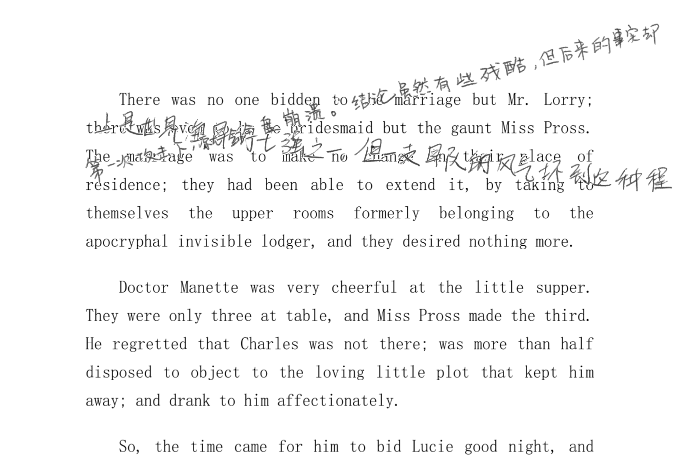 结论虽然有些残酷，但后来的事实却
There was no one bidden to the marriage but Mr. Lorry;
上是 崩溃。
there was even no bridesmaid but the gaunt Miss Pross.
The marriage was to make no change in their place of
第一次 七强之一，但一支 风气坏到这种程
residence; they had been able to extend it, by taking to
themselves the upper rooms formerly belonging to the
apocryphal invisible lodger, and they desired nothing more.
Doctor Manette was very cheerful at the little supper.
They were only three at table, and Miss Pross made the third.
He regretted that Charles was not there; was more than half
disposed to object to the loving little plot that kept him
away; and drank to him affectionately.
So, the time came for him to bid Lucie good night, and